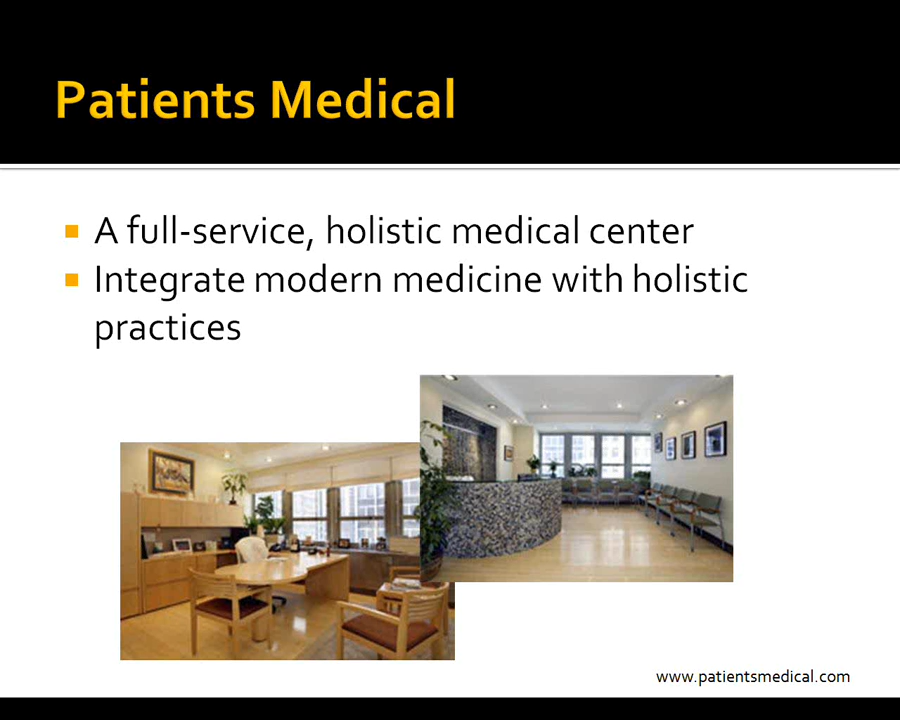 Patients Medical
A full-service, holistic medical center
Integrate modern medicine with holistic
practices
www.patientsmedical.com